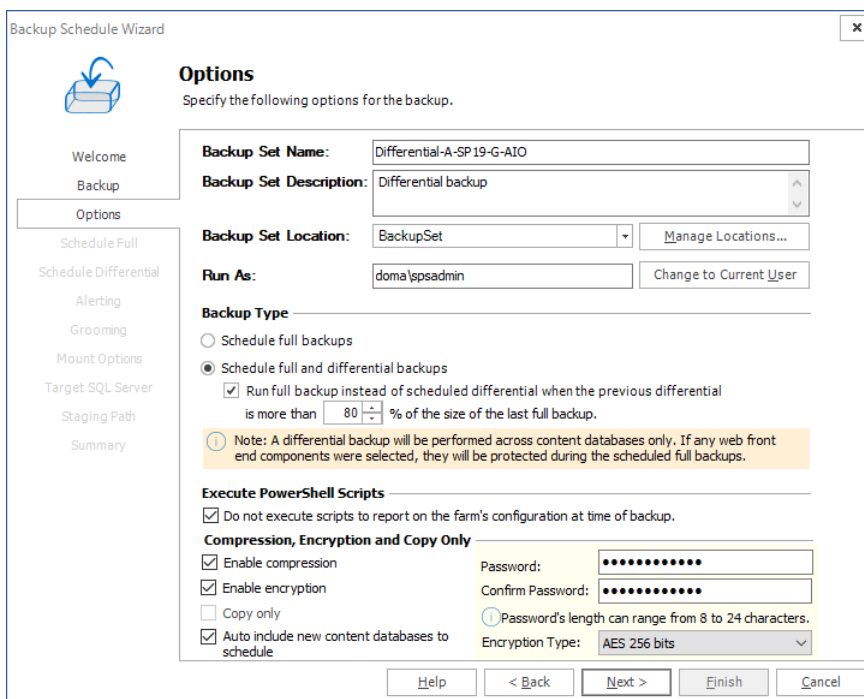 Backup Schedule Wizard
Options
Specify the following options for the backup.
Welcome
Backup
Options
Schedule Full
Schedule Differential
Alerting
Grooming
Mount Options
Target SQL Server
Staging Path
Summary
Backup Set Name: Differential-A-SP19-G-AIO
Backup Set Description: Differential backup
Backup Set Location: BackupSet Manage Locations...
Run As: doma\spsadmin Change to Current User
Backup Type
Schedule full backups
Schedule full and differential backups
Run full backup instead of scheduled differential when the previous differential
is more than 80 % of the size of the last full backup.
Note: A differential backup will be performed across content databases only. If any web front
end components were selected, they will be protected during the scheduled full backups.
Execute PowerShell Scripts
Do not execute scripts to report on the farm's configuration at time of backup.
Compression, Encryption and Copy Only
Enable compression
Enable encryption
Copy only
Auto include new content databases to
schedule
Password: •••••••••••••
Confirm Password: •••••••••••••
Password's length can range from 8 to 24 characters.
Encryption Type: AES 256 bits
Help < Back Next > Finish Cancel